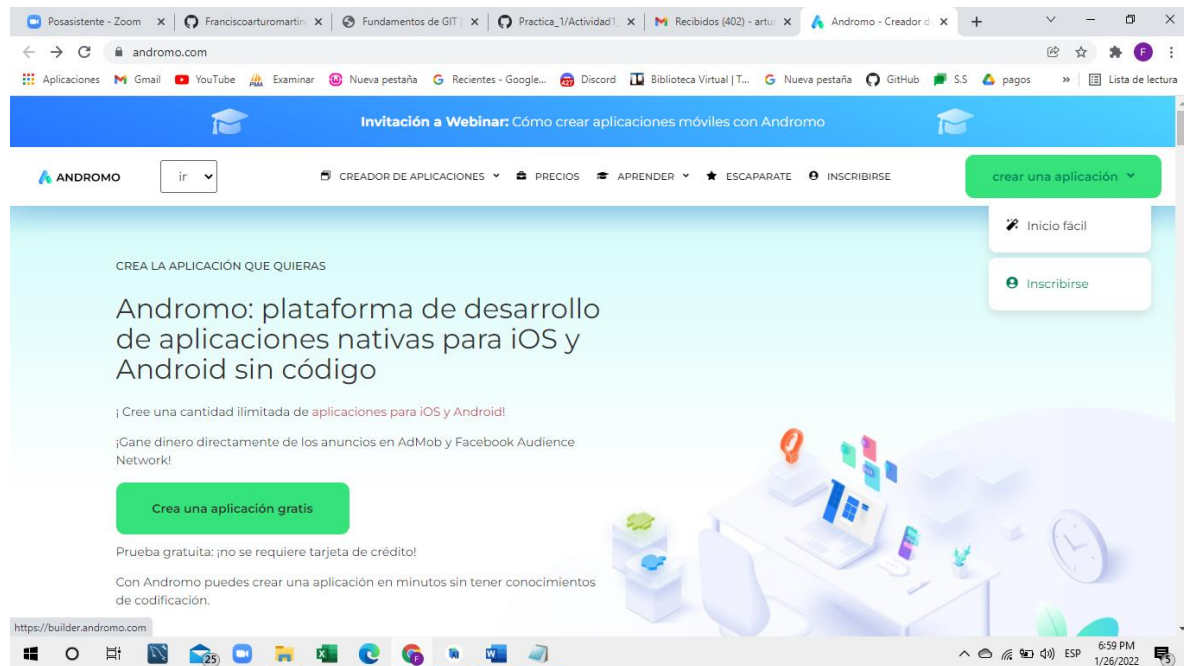 Posasistente - Zoom
Franciscoarturomartin
Fundamentos de GIT |
Practica_1/Actividad1_
Recibidos (402) - artu
Andromo - Creador d
andromo.com
F
Aplicaciones
Gmail
YouTube
Examinar
Nueva pestaña
Recientes - Google...
Discord
Biblioteca Virtual | T...
Nueva pestaña
GitHub
S.S
pagos
»
Lista de lectura
Invitación a Webinar: Cómo crear aplicaciones móviles con Andromo
ANDROMO
ir
CREADOR DE APLICACIONES
PRECIOS
APRENDER
ESCAPARATE
INSCRIBIRSE
crear una aplicación
Inicio fácil
Inscribirse
CREA LA APLICACIÓN QUE QUIERAS
Andromo: plataforma de desarrollo
de aplicaciones nativas para iOS y
Android sin código
¡ Cree una cantidad ilimitada de aplicaciones para iOS y Android!
¡Gane dinero directamente de los anuncios en AdMob y Facebook Audience
Network!
Crea una aplicación gratis
Prueba gratuita: ¡no se requiere tarjeta de crédito!
Con Andromo puedes crear una aplicación en minutos sin tener conocimientos
de codificación.
https://builder.andromo.com
25
ESP
6:59 PM
1/26/2022
5